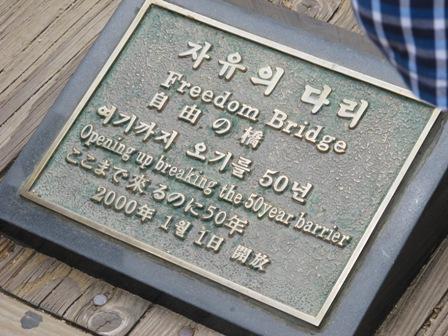 자유의 다리
Freedom Bridge
自由の橋
여기까지 오기를 50년
Opening up breaking the 50year barrier
ここまで来るのに50年
2000年 1月 1日 開放